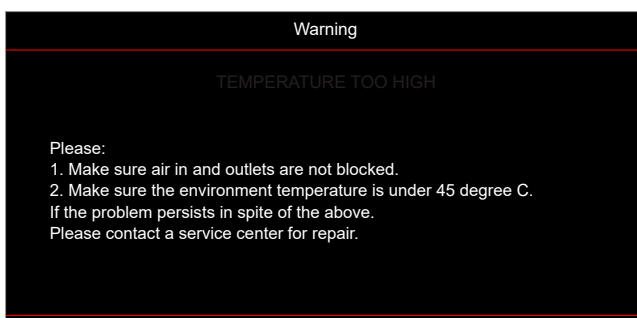 Warning
TEMPERATURE TOO HIGH
Please:
1. Make sure air in and outlets are not blocked.
2. Make sure the environment temperature is under 45 degree C.
If the problem persists in spite of the above.
Please contact a service center for repair.